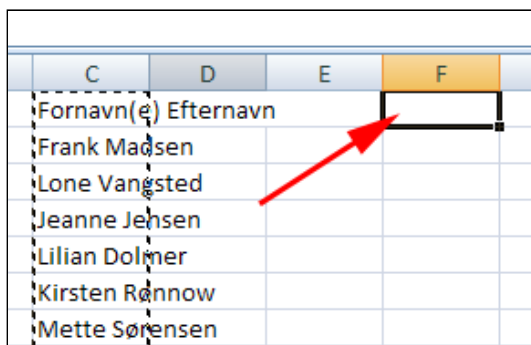 C D E F
Fornavn(e) Efternavn
Frank Madsen
Lone Vangsted
Jeanne Jensen
Lilian Dolmer
Kirsten Rønnow
Mette Sørensen